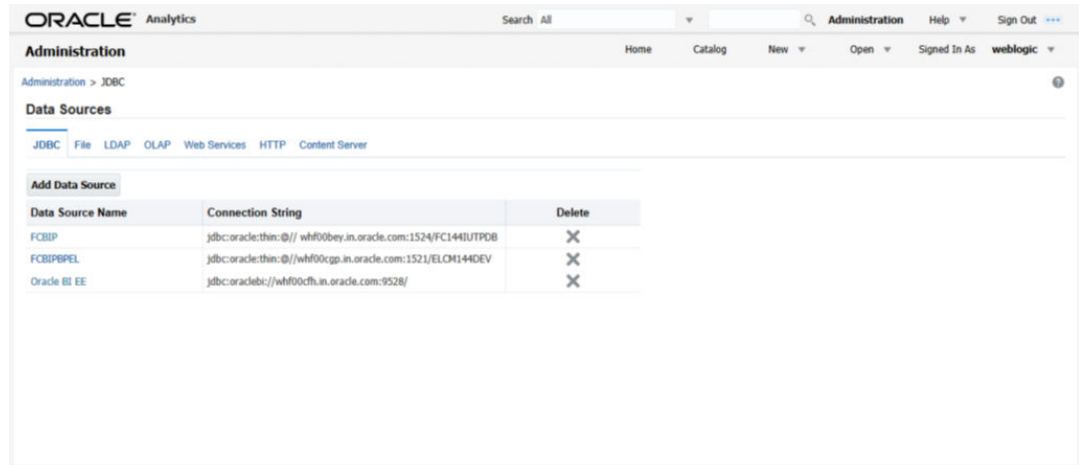 ORACLE® Analytics Search All Administration Help Sign Out
Administration Home Catalog New Open Signed In As weblogic
Administration > JDBC
Data Sources
JDBC File LDAP OLAP Web Services HTTP Content Server
Add Data Source
Data Source Name Connection String Delete
FCBIP jdbc:oracle:thin:@// whf00bey.in.oracle.com:1524/FC144IUTPDB
FCBIPBPEL jdbc:oracle:thin:@//whf00cgp.in.oracle.com:1521/ELCM144DEV
Oracle BI EE jdbc:oraclebi://whf00cfh.in.oracle.com:9528/